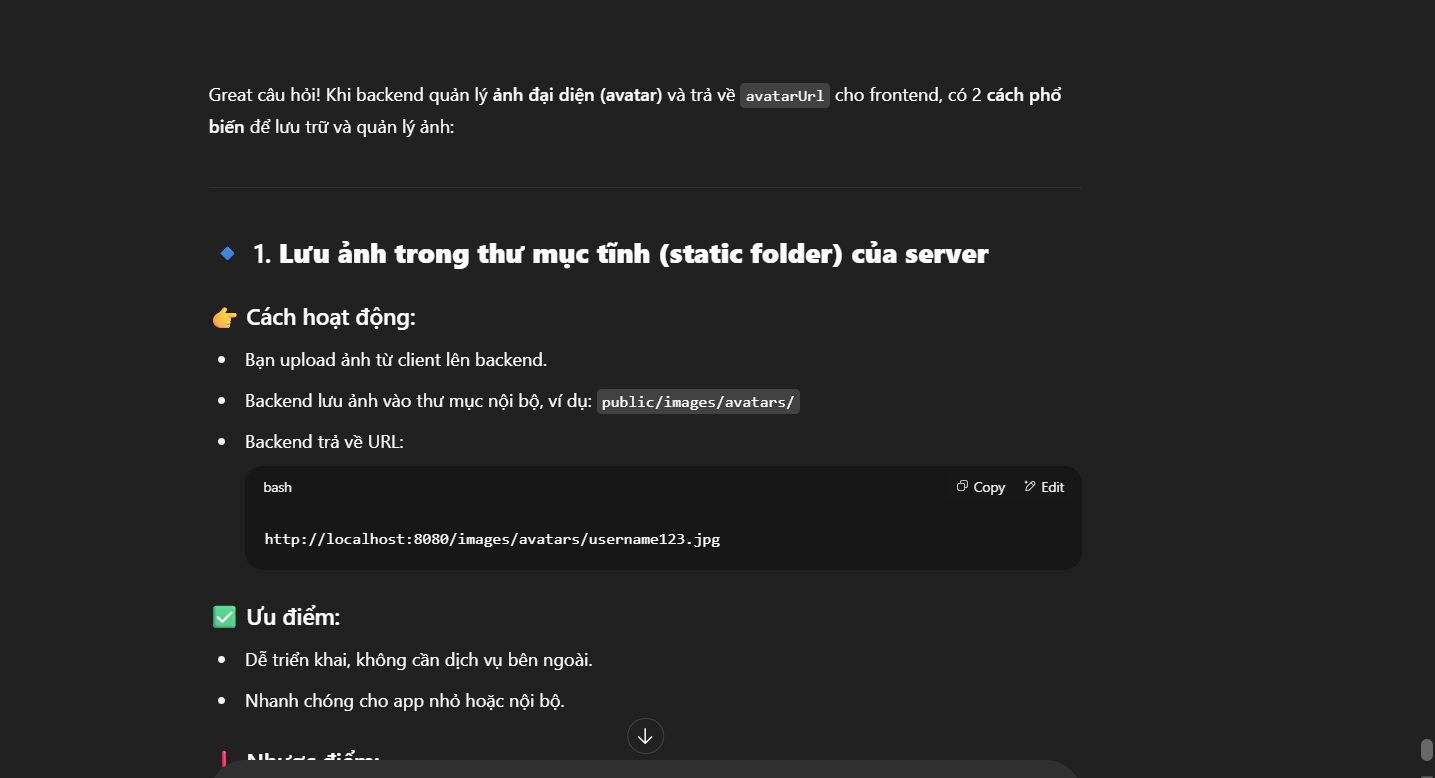 Great câu hỏi! Khi backend quản lý ảnh đại diện (avatar) và trả về avatarUrl cho frontend, có 2 cách phổ
biến để lưu trữ và quản lý ảnh:
1. Lưu ảnh trong thư mục tĩnh (static folder) của server
Cách hoạt động:
Bạn upload ảnh từ client lên backend.
Backend lưu ảnh vào thư mục nội bộ, ví dụ: public/images/avatars/
Backend trả về URL:
bash
Copy
Edit
http://localhost:8080/images/avatars/username123.jpg
Ưu điểm:
Dễ triển khai, không cần dịch vụ bên ngoài.
Nhanh chóng cho app nhỏ hoặc nội bộ.
Nhược điểm: